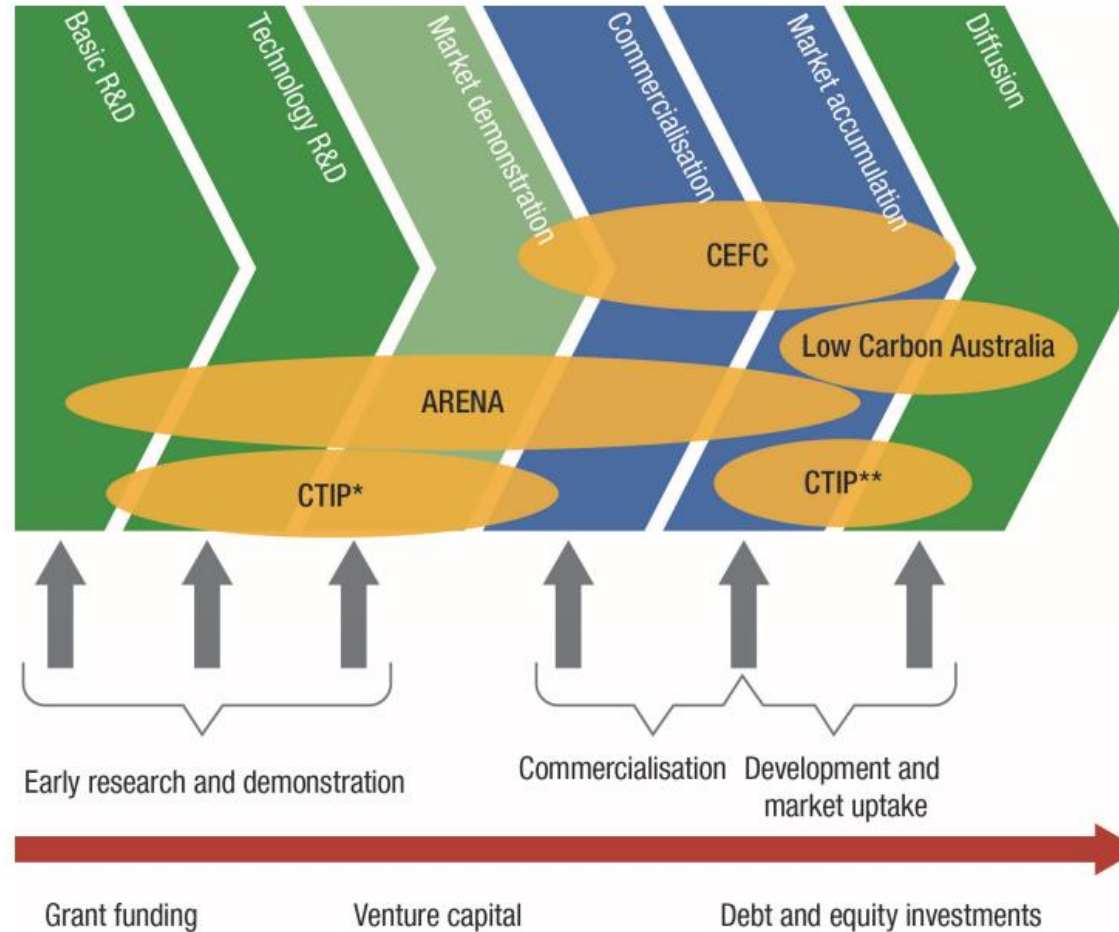 Basic R&D
Technology R&D
Market demonstration
Commercialisation
Market accumulation
Diffusion
CEFC
Low Carbon Australia
ARENA
CTIP*
CTIP**
Early research and demonstration
Commercialisation
Development and
market uptake
Grant funding
Venture capital
Debt and equity investments